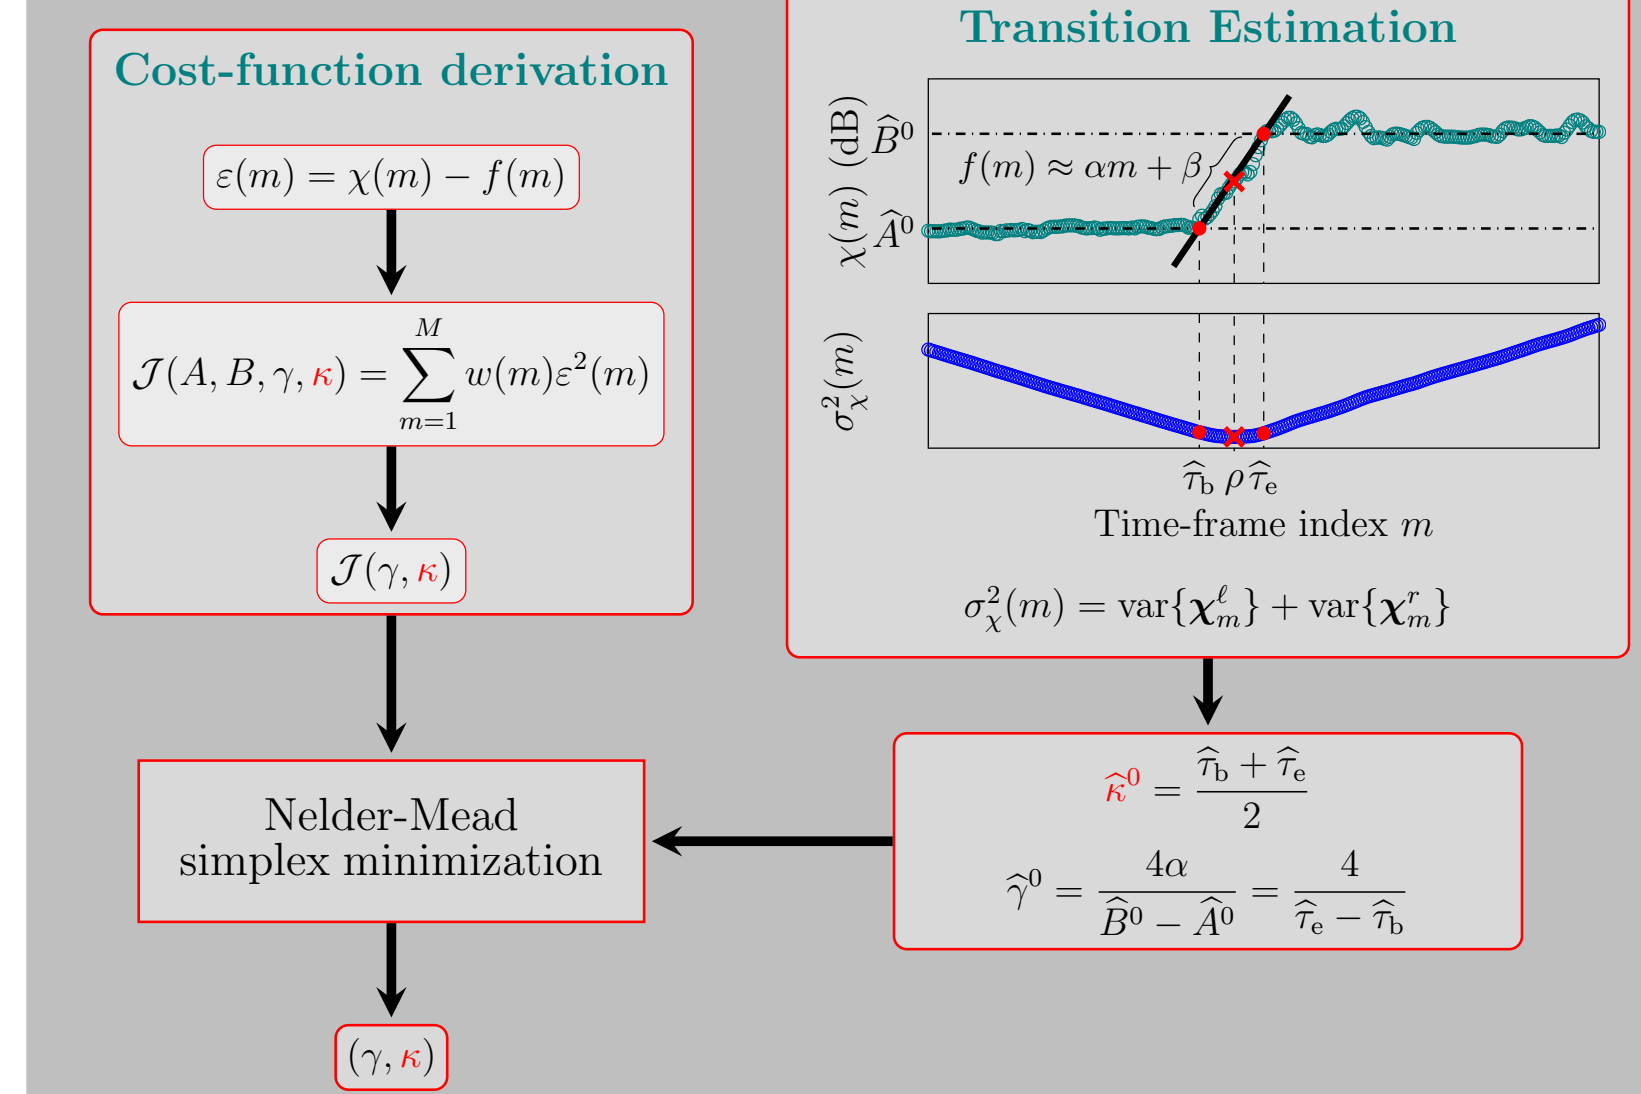 Cost-function derivation
ε(m) = χ(m) − f(m)
𝒥(A, B, γ, κ) = ∑_{m=1}^{M} w(m)ε²(m)
𝒥(γ, κ)
Nelder-Mead
simplex minimization
(γ, κ)
Transition Estimation
χ(m) (dB)
B̂⁰
f(m) ≈ αm + β
Â⁰
σ²_χ(m)
τ̂_b ρ τ̂_e
Time-frame index m
σ²_χ(m) = var{χ^ℓ_m} + var{χ^r_m}
κ̂⁰ = (τ̂_b + τ̂_e)/2
γ̂⁰ = 4α/(B̂⁰ − Â⁰) = 4/(τ̂_e − τ̂_b)